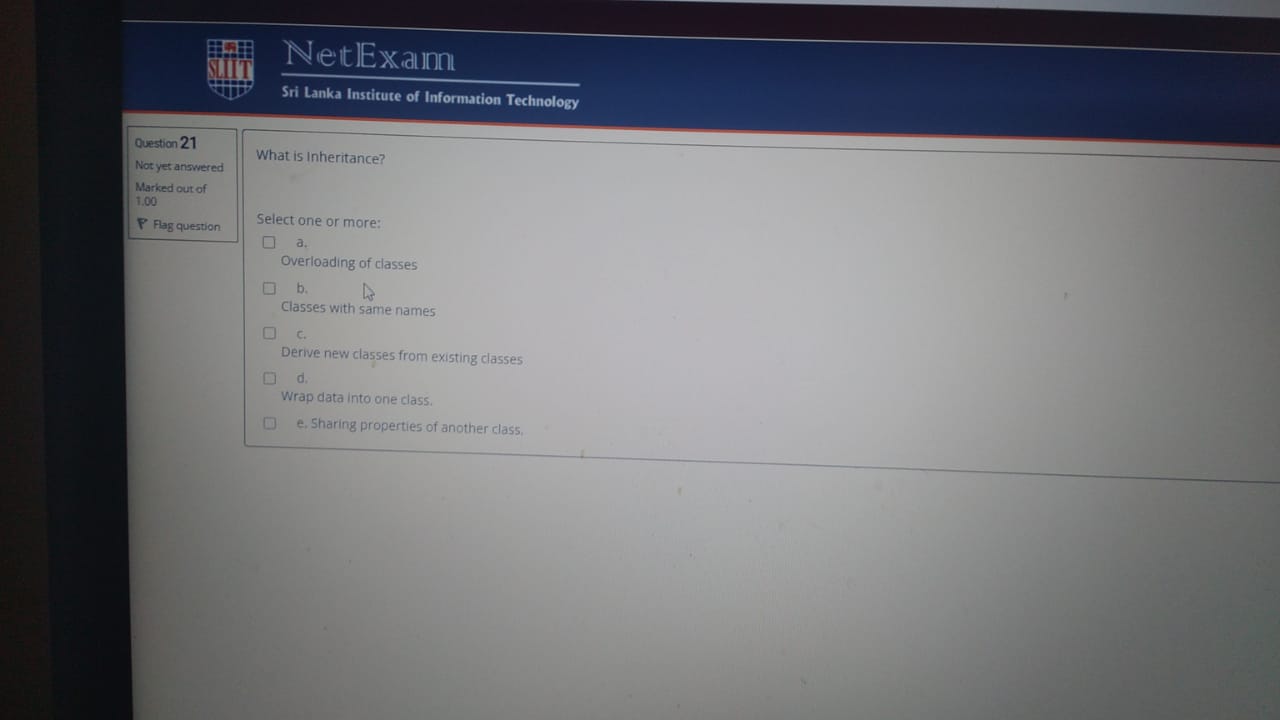 SLIIT
NetExam
Sri Lanka Institute of Information Technology
Question 21
Not yet answered
Marked out of
1.00
Flag question
What is Inheritance?
Select one or more:
a.
Overloading of classes
b.
Classes with same names
c.
Derive new classes from existing classes
d.
Wrap data into one class.
e. Sharing properties of another class.